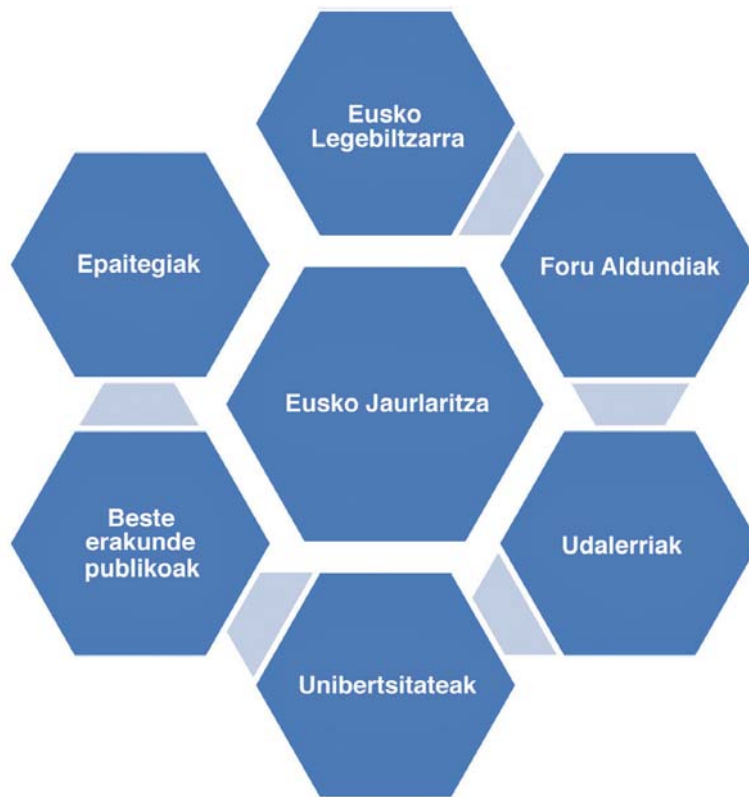 Eusko
Legebiltzarra
Foru Aldundiak
Epaitegiak
Eusko Jaurlaritza
Beste
erakunde
publikoak
Udalerriak
Unibertsitateak